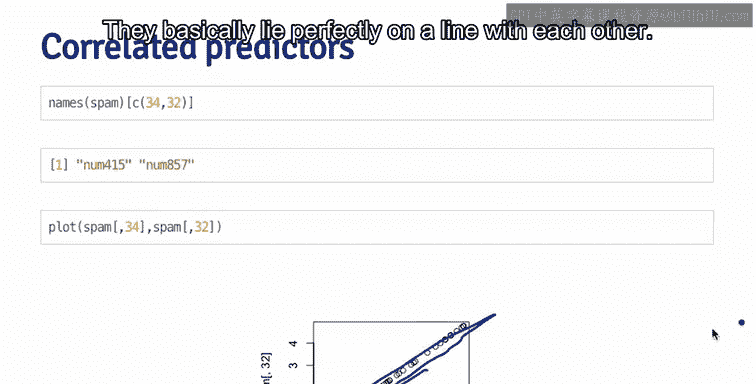 They basically lie perfectly on a line with each other.
Correlated predictors
names(spam)[c(34,32)]
[1] "num415" "num857"
plot(spam[,34],spam[,32])
4
3
m[, 32]